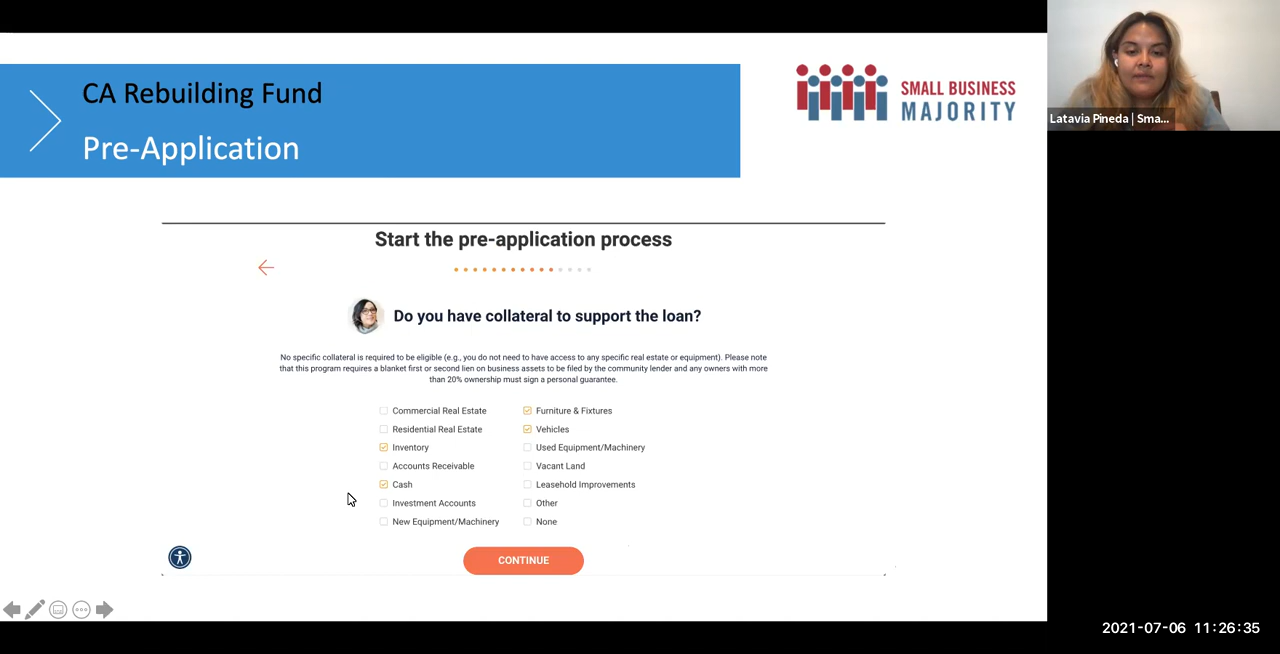 CA Rebuilding Fund
Pre-Application
SMALL BUSINESS
MAJORITY
Latavia Pineda | Sma...
Start the pre-application process
Do you have collateral to support the loan?
No specific collateral is required to be eligible (e.g., you do not need to have access to any specific real estate or equipment). Please note
that this program requires a blanket first or second lien on business assets to be filed by the community lender and any owners with more
than 20% ownership must sign a personal guarantee.
Commercial Real Estate
Residential Real Estate
Inventory
Accounts Receivable
Cash
Investment Accounts
New Equipment/Machinery
Furniture & Fixtures
Vehicles
Used Equipment/Machinery
Vacant Land
Leasehold Improvements
Other
None
CONTINUE
2021-07-06 11:26:35